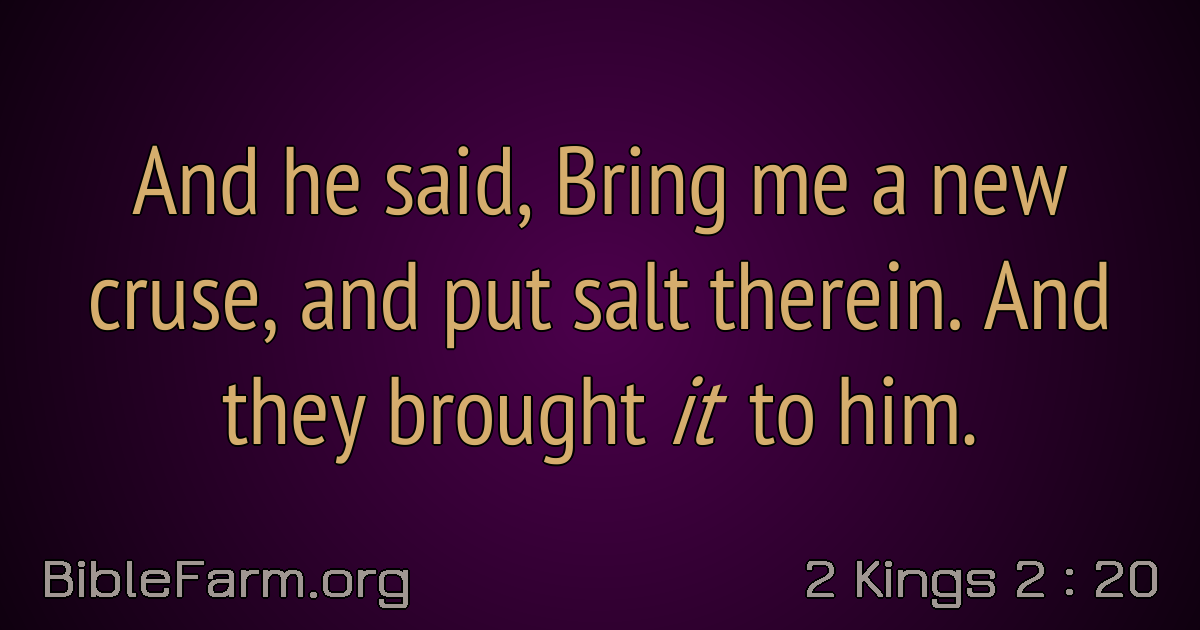 And he said, Bring me a new
cruse, and put salt therein. And
they brought it to him.
BibleFarm.org
2 Kings 2 : 20